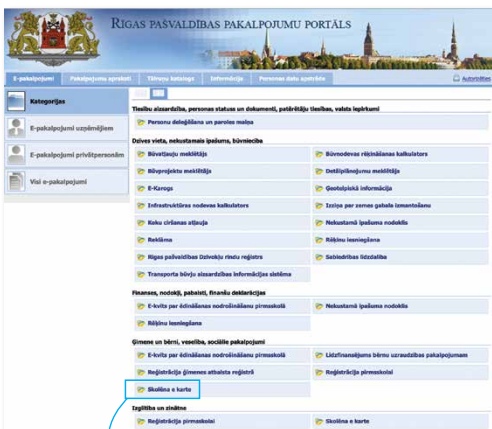 RĪGAS PAŠVALDĪBAS PAKALPOJUMU PORTĀLS
E-pakalpojumi Pakalpojumu apraksti Tālruņu katalogs Informācija Personas datu apstrāde Autorizēties
Kategorijas
E-pakalpojumi uzņēmējiem
E-pakalpojumi privātpersonām
Visi e-pakalpojumi
Tiesību aizsardzība, personas statuss un dokumenti, patērētāju tiesības, valsts iepirkumi
Personu deleģēšana un paroles maiņa
Dzīves vieta, nekustamais īpašums, būvniecība
Būvatļauju meklētājs Būvnodevas rēķināšanas kalkulators
Būvprojektu meklētājs Detālplānojumu meklētājs
E-Karogs Ģeotelpiskā informācija
Infrastruktūras nodevas kalkulators Izziņa par zemes gabala izmantošanu
Koku ciršanas atļauja Nekustamā īpašuma nodoklis
Reklāma Rēķinu iesniegšana
Rīgas pašvaldības Dzīvokļu rindu reģistrs Sabiedrības līdzdalība
Transporta būvju aizsardzības informācijas sistēma
Finanses, nodokļi, pabalsti, finanšu deklarācijas
E-kvīts par ēdināšanas nodrošināšanu pirmsskolā Nekustamā īpašuma nodoklis
Rēķinu iesniegšana
Ģimene un bērni, veselība, sociālie pakalpojumi
E-kvīts par ēdināšanas nodrošināšanu pirmsskolā Līdzfinansējums bērnu uzraudzības pakalpojumam
Reģistrācija ģimenes atbalsta reģistrā Reģistrācija pirmsskolai
Skolēna e karte
Izglītība un zinātne
Reģistrācija pirmsskolai Skolēna e karte